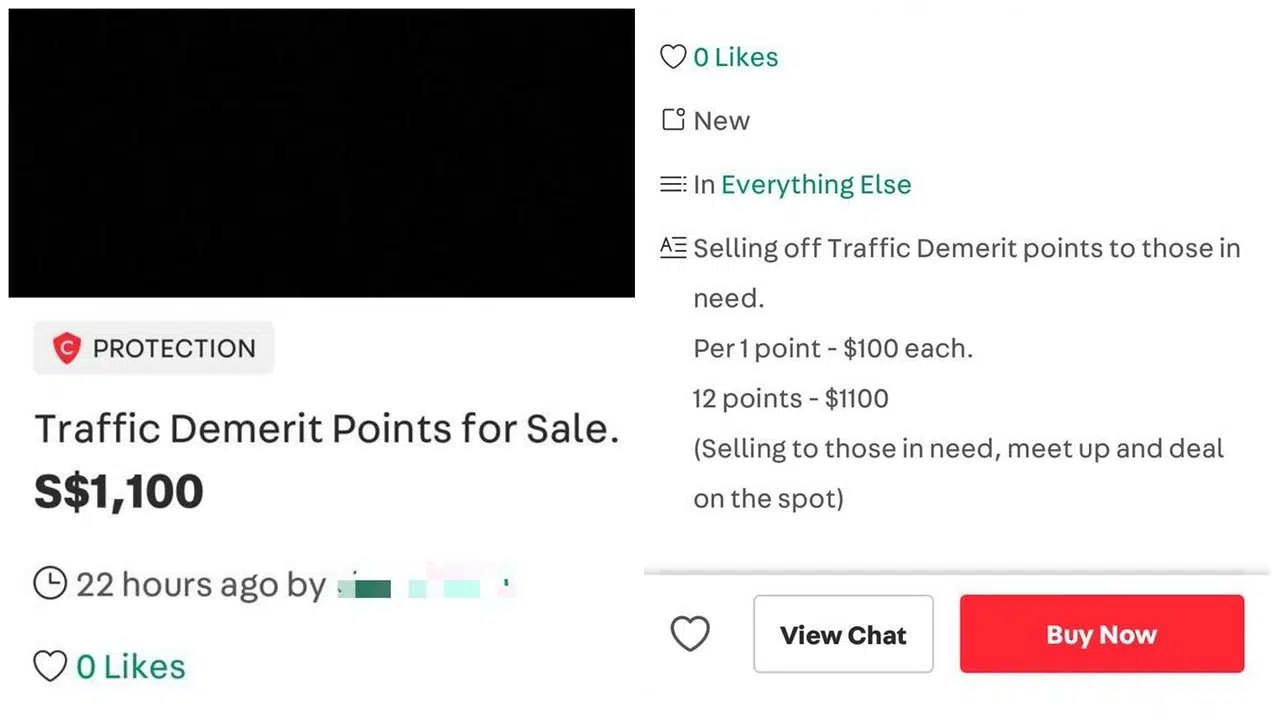 PROTECTION
Traffic Demerit Points for Sale.
S$1,100
22 hours ago by
0 Likes
0 Likes
New
In Everything Else
Selling off Traffic Demerit points to those in
need.
Per 1 point - $100 each.
12 points - $1100
(Selling to those in need, meet up and deal
on the spot)
View Chat
Buy Now